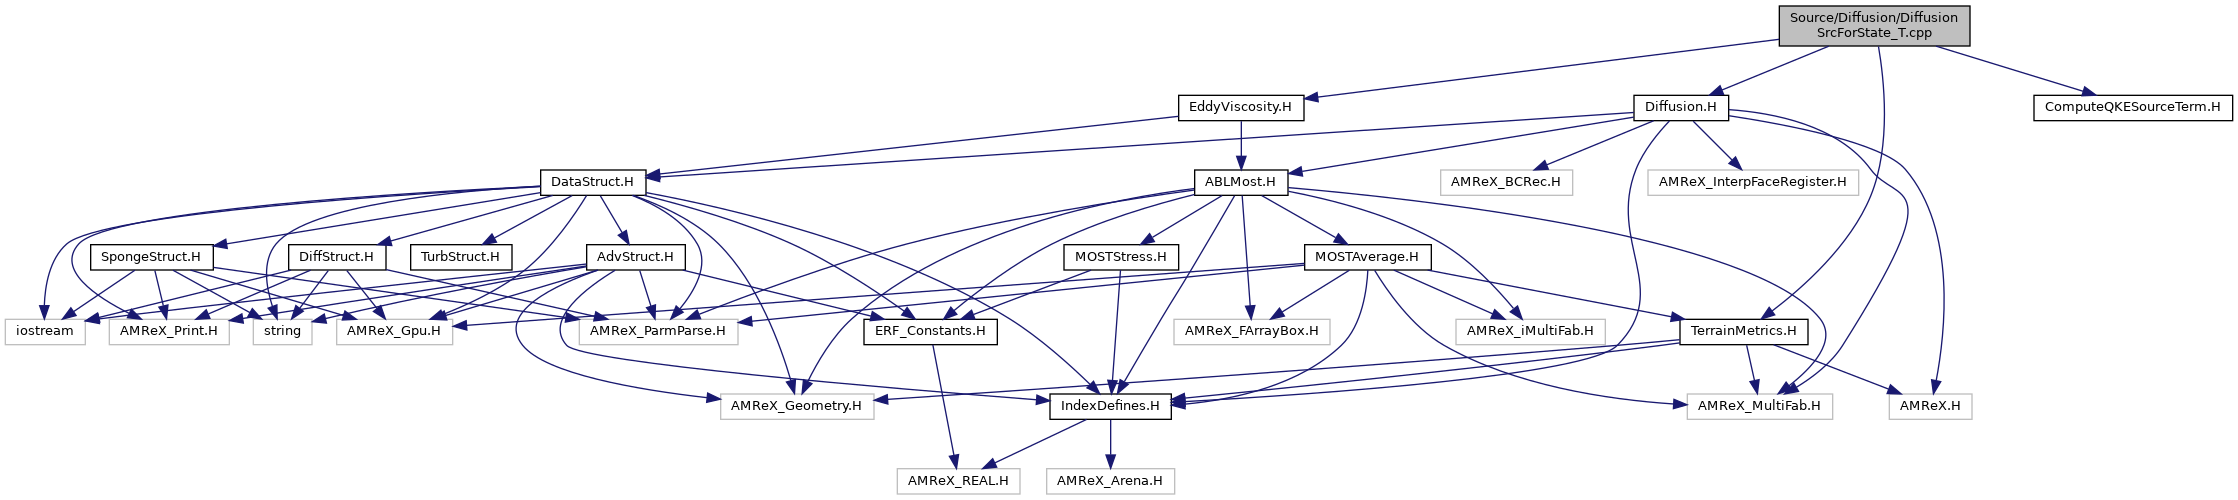 Source/Diffusion/Diffusion
SrcForState_T.cpp
EddyViscosity.H
Diffusion.H
ComputeQKESourceTerm.H
DataStruct.H
ABLMost.H
AMReX_BCRec.H
AMReX_InterpFaceRegister.H
SpongeStruct.H
DiffStruct.H
TurbStruct.H
AdvStruct.H
MOSTStress.H
MOSTAverage.H
iostream
AMReX_Print.H
string
AMReX_Gpu.H
AMReX_ParmParse.H
ERF_Constants.H
AMReX_FArrayBox.H
AMReX_iMultiFab.H
TerrainMetrics.H
AMReX_Geometry.H
IndexDefines.H
AMReX_MultiFab.H
AMReX.H
AMReX_REAL.H
AMReX_Arena.H